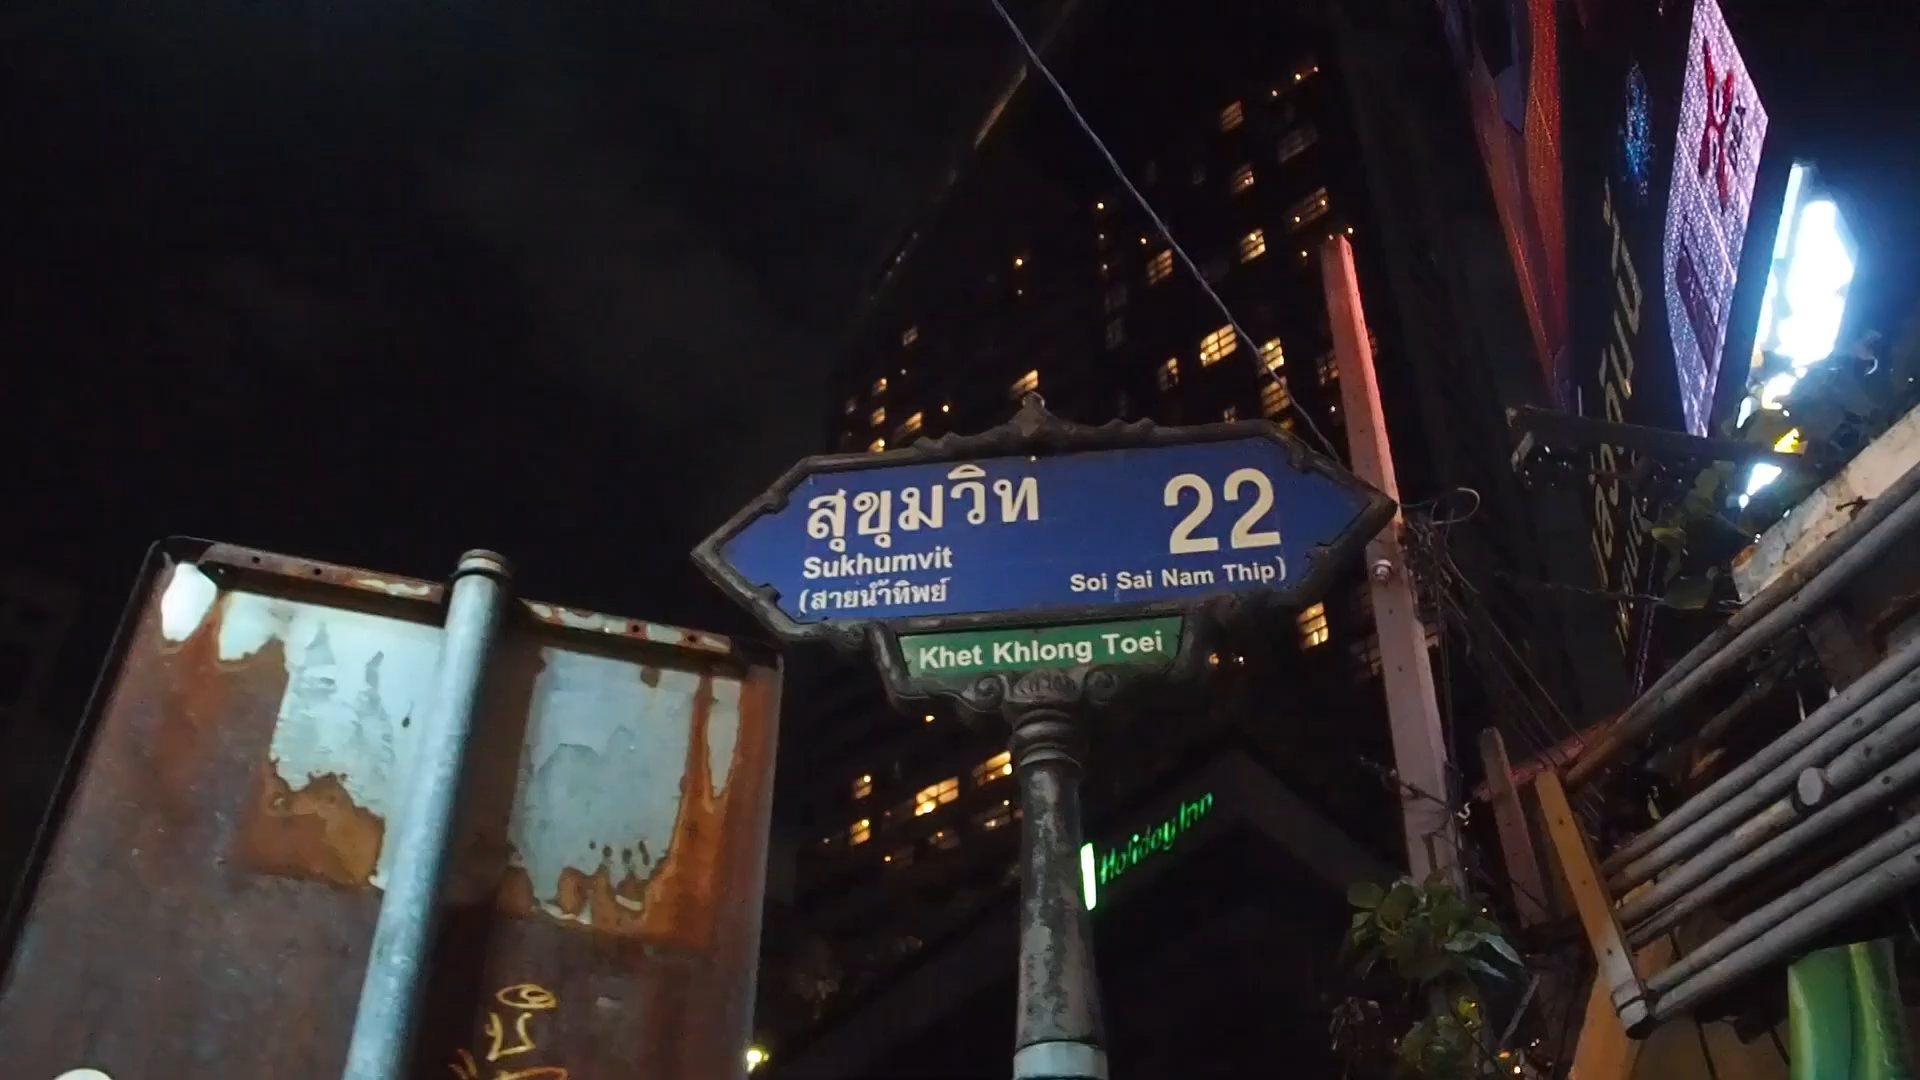 สุขุมวิท 22
Sukhumvit
(สายน้ำทิพย์ Soi Sai Nam Thip)
Khet Khlong Toei
Holiday Inn